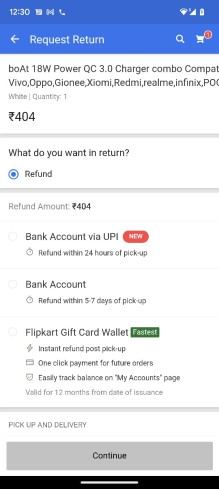 12:30
Request Return
1
boAt 18W Power QC 3.0 Charger combo Compat
Vivo,Oppo,Gionee,Xiomi,Redmi,realme,infinix,POC
White | Quantity: 1
₹404
What do you want in return?
Refund
Refund Amount: ₹404
Bank Account via UPI NEW
Refund within 24 hours of pick-up
Bank Account
Refund within 5-7 days of pick-up
Flipkart Gift Card Wallet Fastest
Instant refund post pick-up
One click payment for future orders
Easily track balance on "My Accounts" page
Valid for 12 months from date of issuance
PICK UP AND DELIVERY
Continue